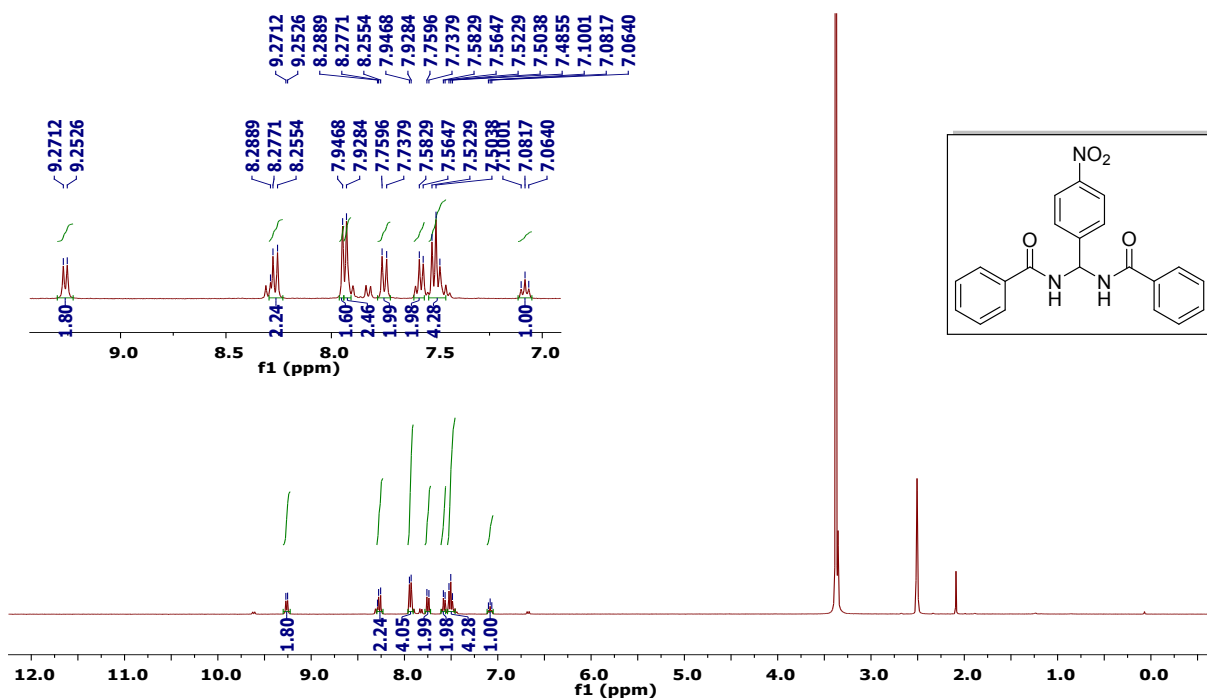 9.2712 9.2526 8.2889 8.2771 8.2554 7.9468 7.9284 7.7596 7.7379 7.5829 7.5647 7.5229 7.5038 7.4855 7.1001 7.0817 7.0640
9.2712 9.2526 8.2889 8.2771 8.2554 7.9468 7.9284 7.7596 7.7379 7.5829 7.5647 7.5229 7.5038 7.1001 7.0817 7.0640
1.80 2.24 1.60 2.46 1.99 1.98 4.28 1.00
9.0 8.5 8.0 7.5 7.0
f1 (ppm)
NO2
O O
N N
H H
1.80 2.24 4.05 1.99 1.98 4.28 1.00
12.0 11.0 10.0 9.0 8.0 7.0 6.0 5.0 4.0 3.0 2.0 1.0 0.0
f1 (ppm)